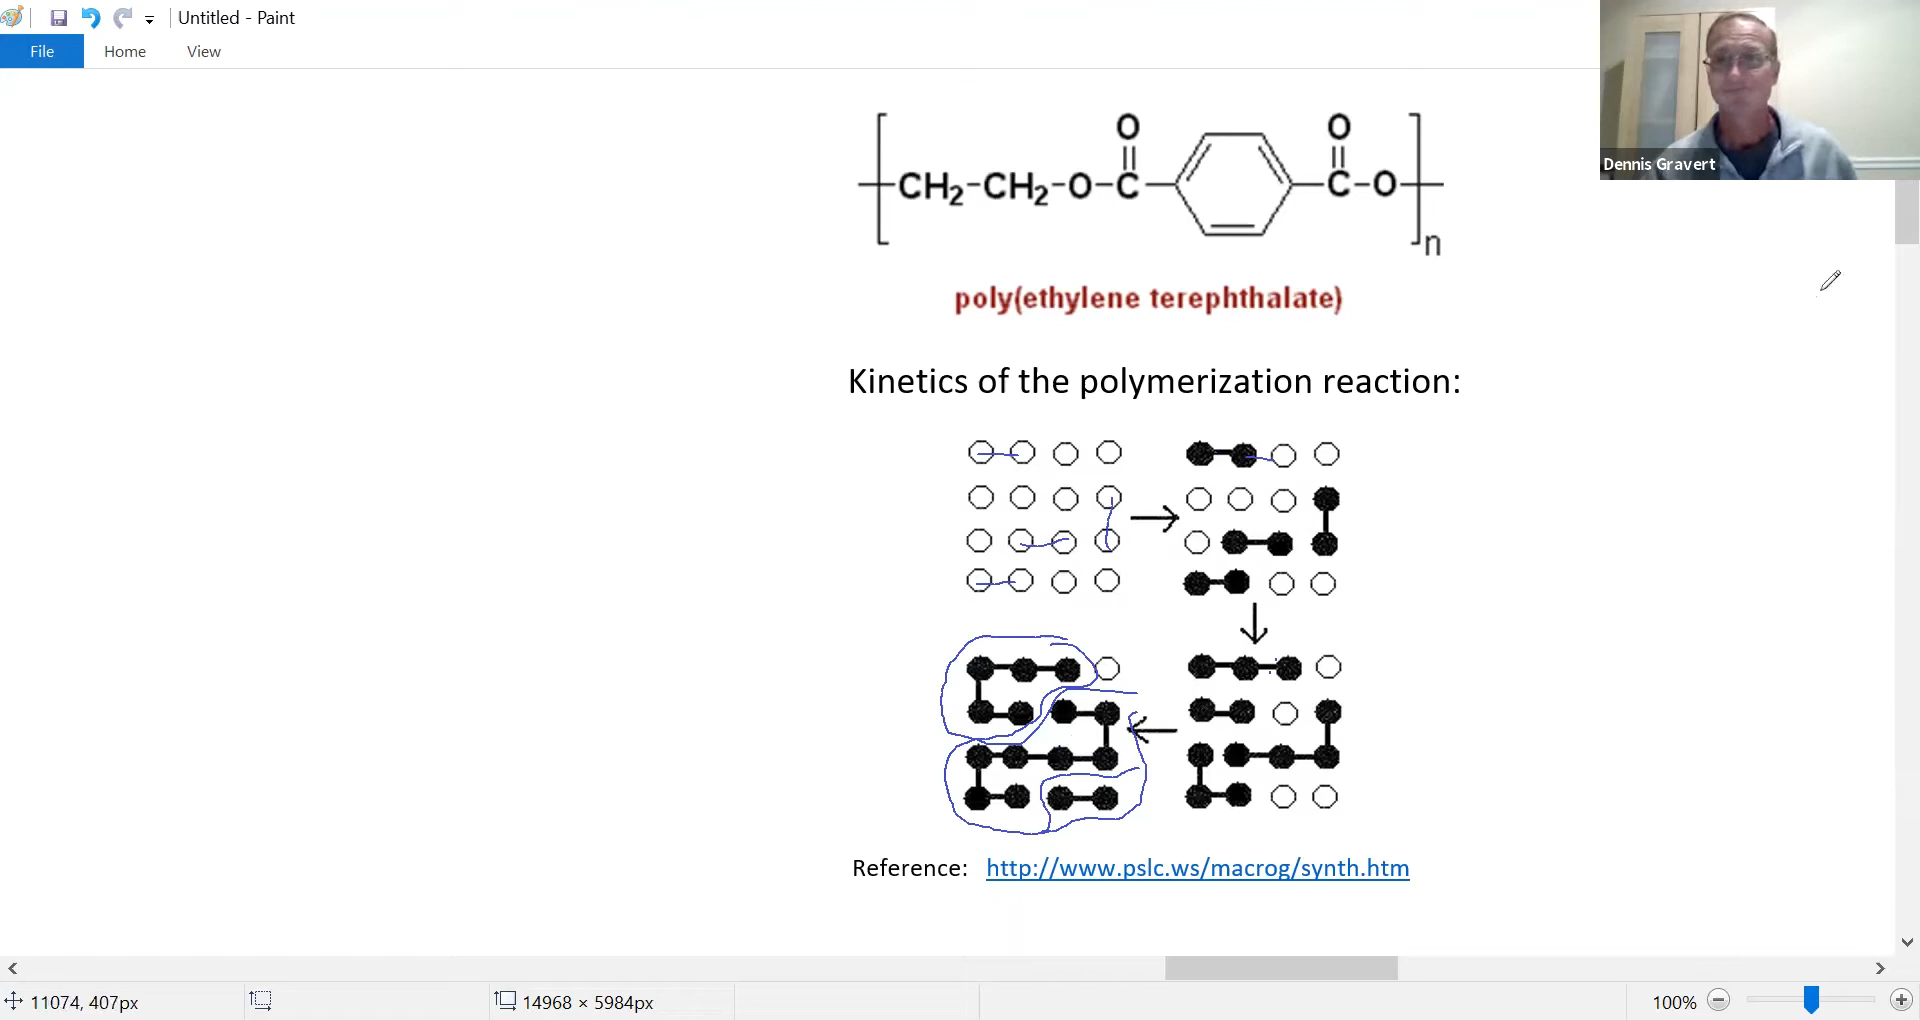 Untitled - Paint
File Home View
Dennis Gravert
O O
CH2-CH2-O-C C-O
n
poly(ethylene terephthalate)
Kinetics of the polymerization reaction:
Reference: http://www.pslc.ws/macrog/synth.htm
11074, 407px 14968 × 5984px 100%